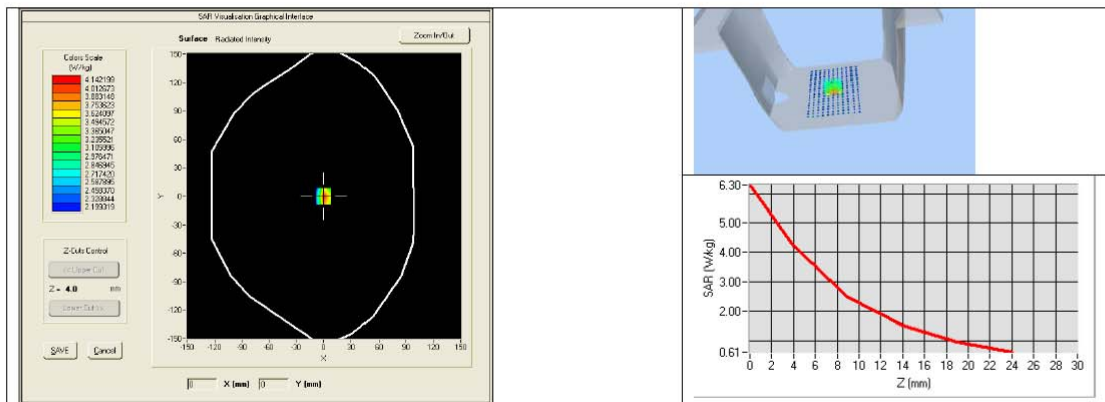 SAR Visualisation Graphical Interface
Surface Radiated Intensity
Zoom In/Out
Colors Scale
(W/kg)
4.142199
4.012673
3.883148
3.753623
3.624097
3.494572
3.365047
3.235521
3.105996
2.976471
2.846945
2.717420
2.587895
2.458370
2.328844
2.199319
Z-Cuts Control
Z = 4.0 mm
SAVE Cancel
150
120
90
60
30
0
-30
-60
-90
-120
-150
Y
-150 -120 -90 -60 -30 0 30 60 90 120 150
X
0 X (mm) 0 Y (mm)
6.30
5.00
4.00
3.00
2.00
0.61
SAR (W/kg)
0 2 4 6 8 10 12 14 16 18 20 22 24 26 28 30
Z (mm)